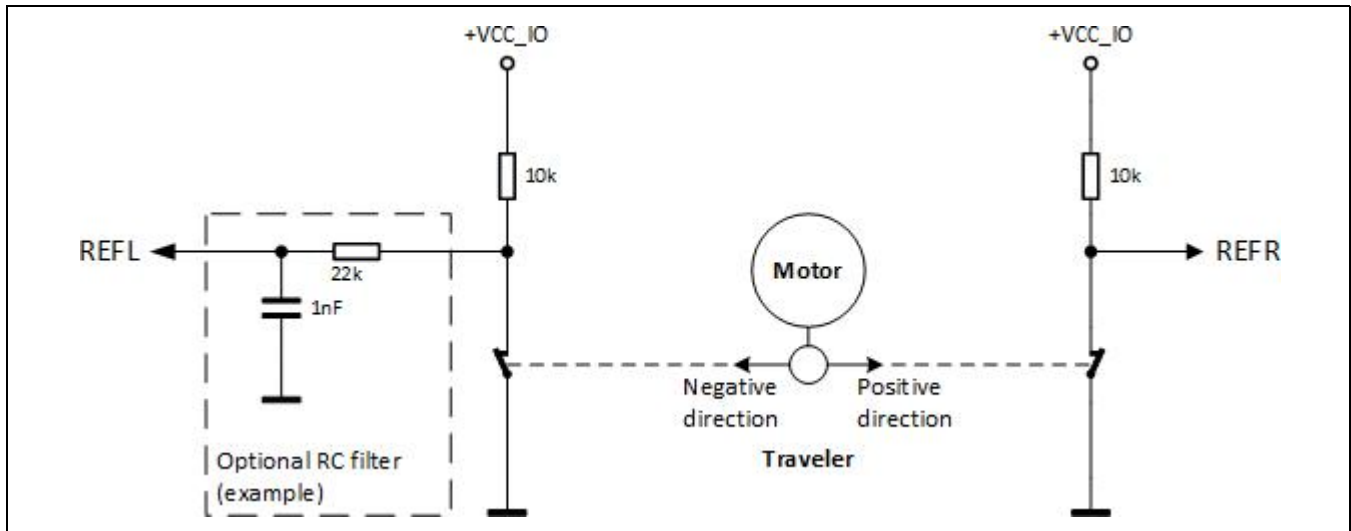 +VCC_IO
+VCC_IO
10k
10k
REFL
22k
1nF
Motor
REFR
Negative
direction
Positive
direction
Traveler
Optional RC filter
(example)